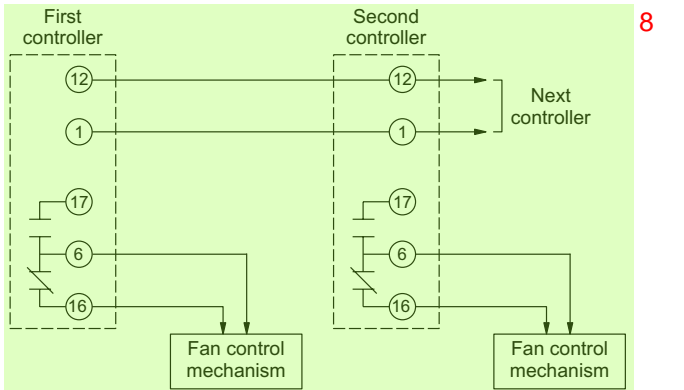 First
controller
Second
controller
8
12
12
Next
controller
1
1
17
17
6
6
16
16
Fan control
mechanism
Fan control
mechanism